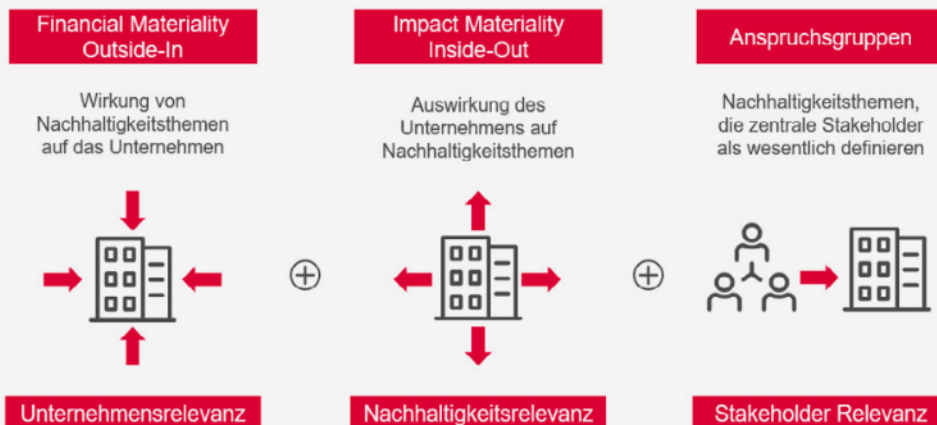 Financial Materiality
Outside-In
Impact Materiality
Inside-Out
Anspruchsgruppen
Wirkung von
Nachhaltigkeitsthemen
auf das Unternehmen
Auswirkung des
Unternehmens auf
Nachhaltigkeitsthemen
Nachhaltigkeitsthemen,
die zentrale Stakeholder
als wesentlich definieren
Unternehmensrelevanz
Nachhaltigkeitsrelevanz
Stakeholder Relevanz